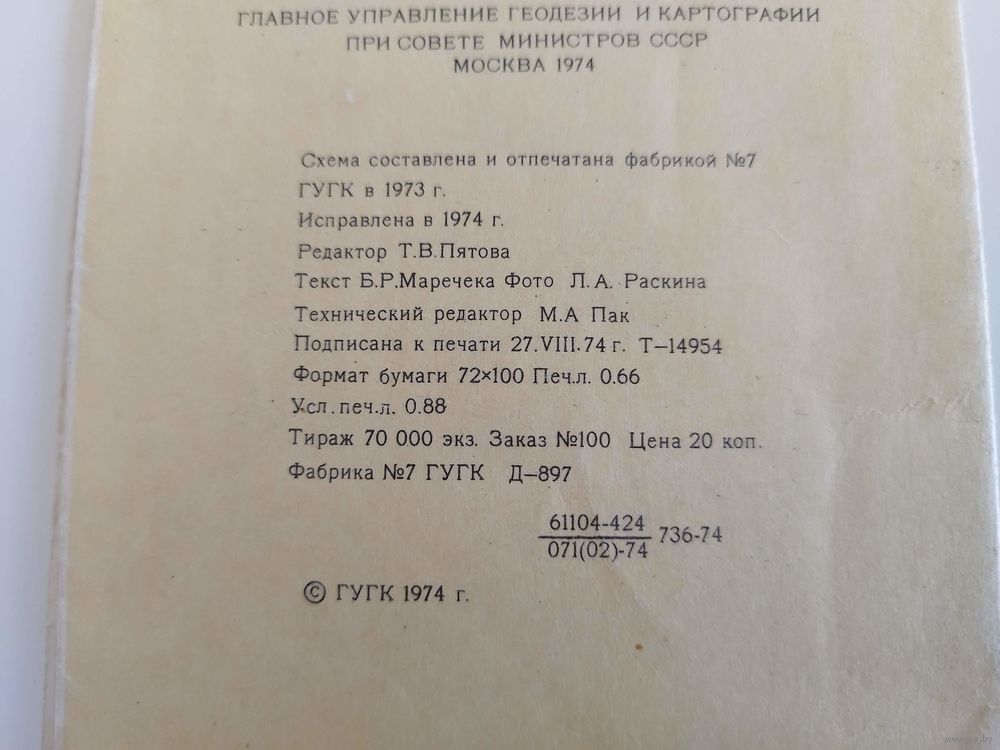 ГЛАВНОЕ УПРАВЛЕНИЕ ГЕОДЕЗИИ И КАРТОГРАФИИ
ПРИ СОВЕТЕ МИНИСТРОВ СССР
МОСКВА 1974
Схема составлена и отпечатана фабрикой №7
ГУГК в 1973 г.
Исправлена в 1974 г.
Редактор Т.В.Пятова
Текст Б.Р.Маречека Фото Л.А. Раскина
Технический редактор М.А Пак
Подписана к печати 27.VIII.74 г. Т–14954
Формат бумаги 72×100 Печ.л. 0.66
Усл.печ.л. 0.88
Тираж 70 000 экз. Заказ №100 Цена 20 коп.
Фабрика №7 ГУГК Д–897
61104-424
071(02)-74 736-74
© ГУГК 1974 г.